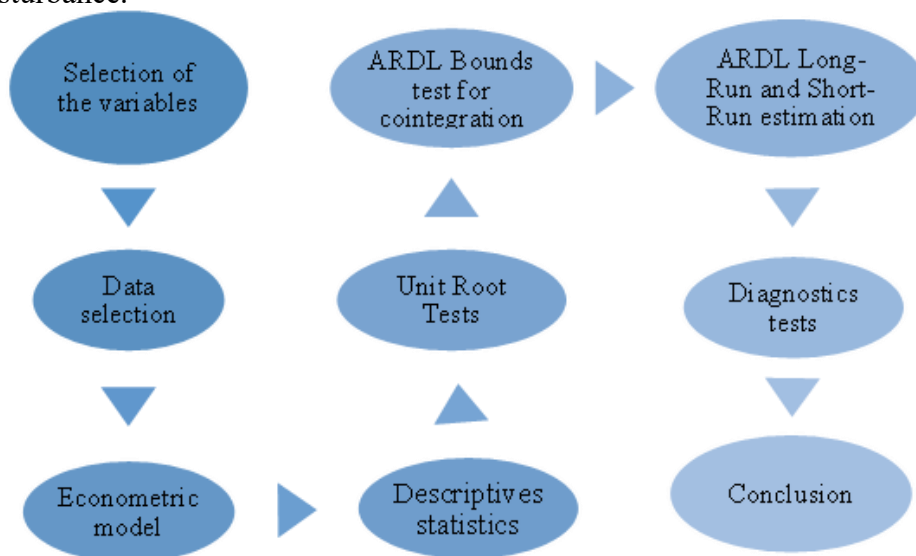 sturbance.
Selection of
the variables
Data
selection
Econometric
model
Descriptives
statistics
Unit Root
Tests
ARDL Bounds
test for
cointegration
ARDL Long-
Run and Short-
Run estimation
Diagnostics
tests
Conclusion